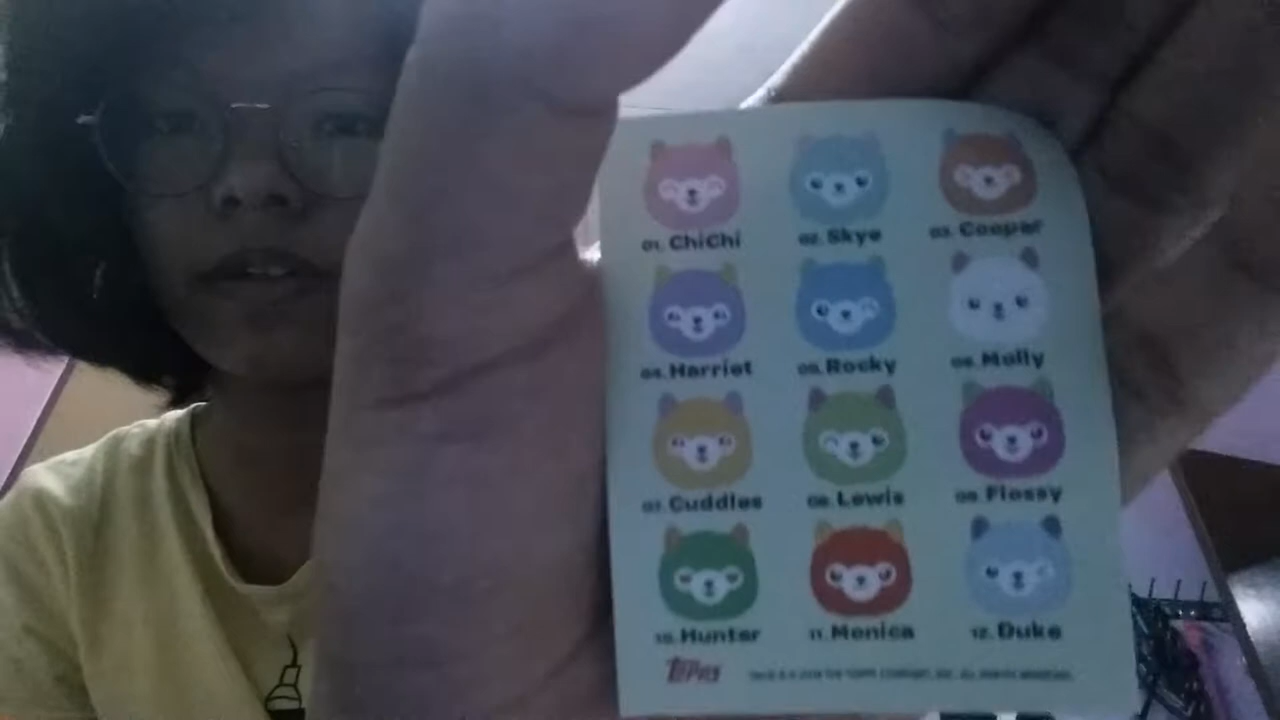 01. ChiChi 02. Skye 03. Cooper
04. Harriet 05. Rocky 06. Molly
07. Cuddles 08. Lewis 09. Flossy
10. Hunter 11. Monica 12. Duke
Topps